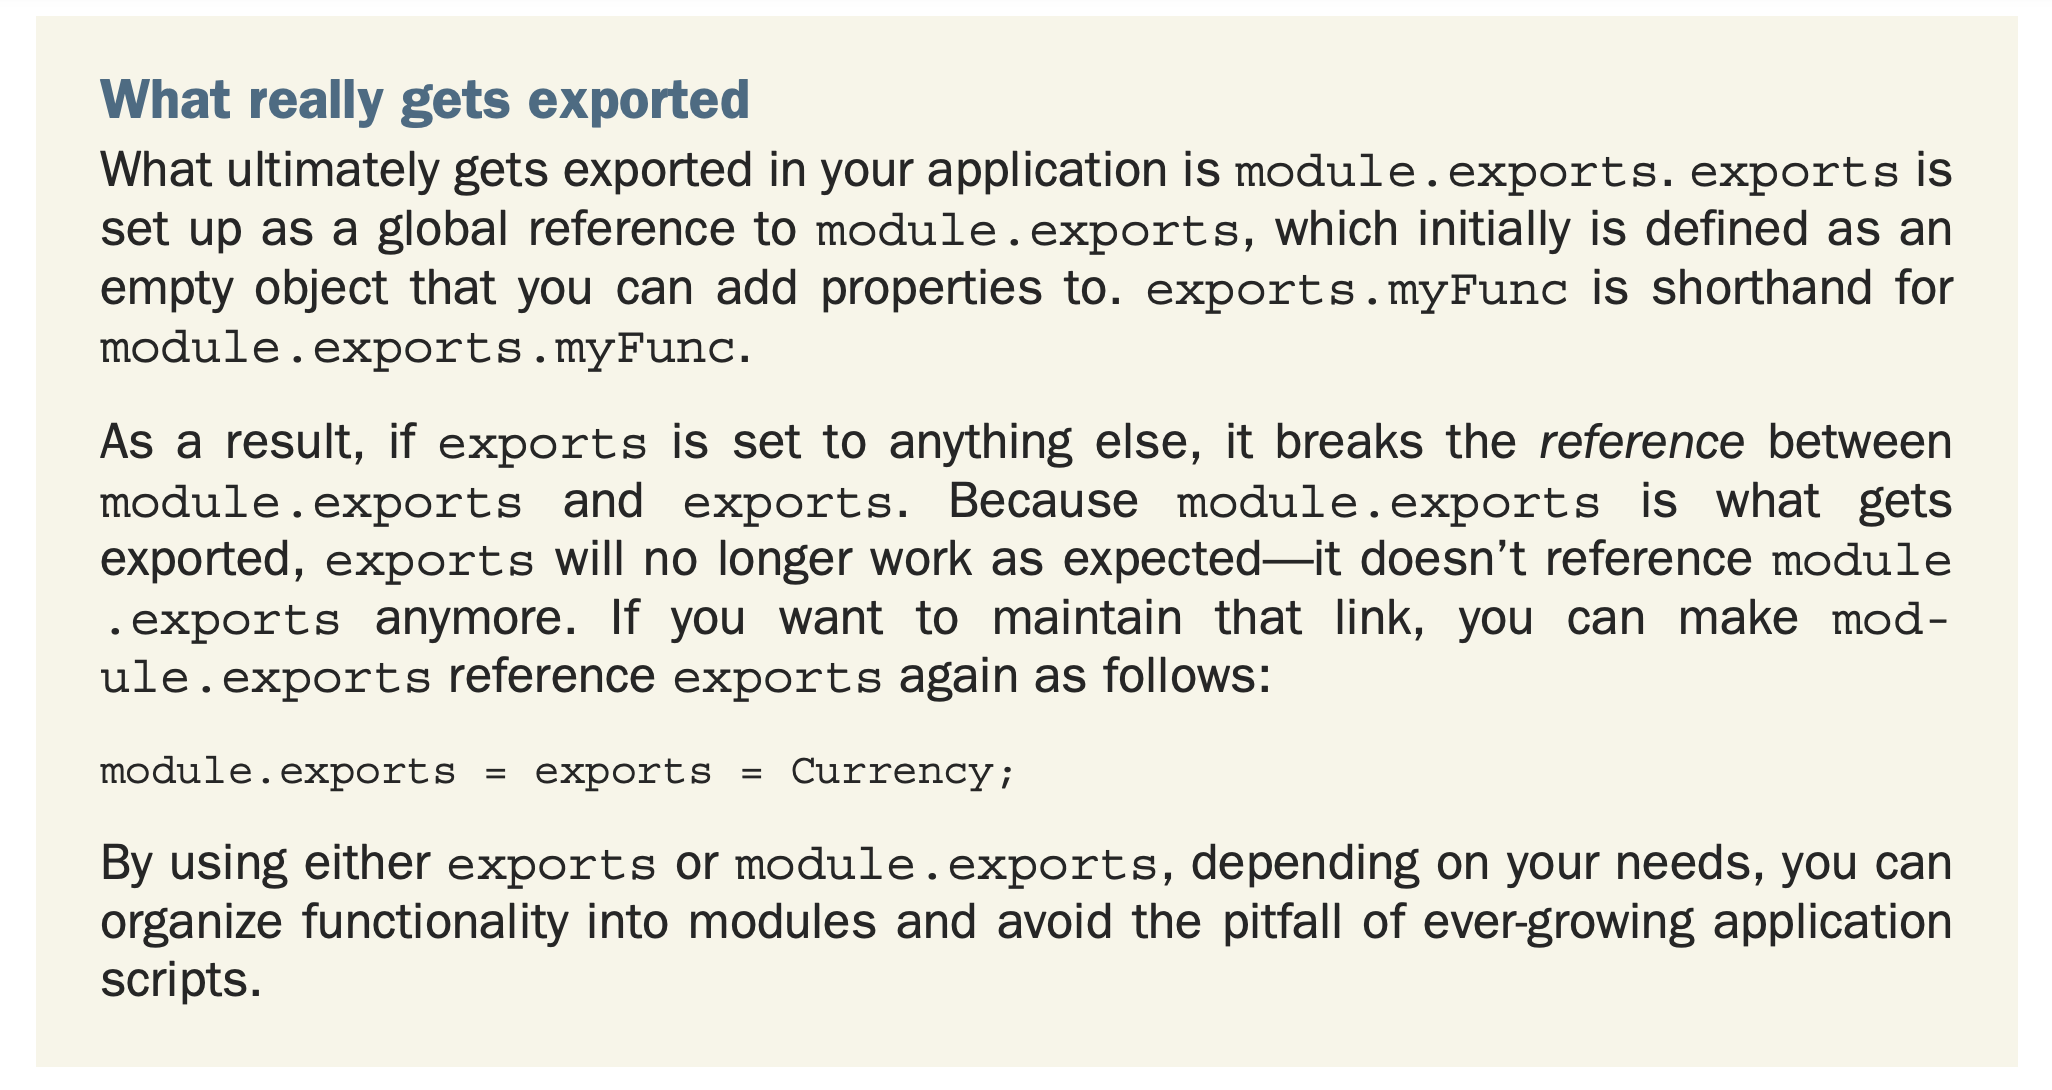 What really gets exported
What ultimately gets exported in your application is module.exports. exports is
set up as a global reference to module.exports, which initially is defined as an
empty object that you can add properties to. exports.myFunc is shorthand for
module.exports.myFunc.
As a result, if exports is set to anything else, it breaks the reference between
module.exports and exports. Because module.exports is what gets
exported, exports will no longer work as expected—it doesn’t reference module
.exports anymore. If you want to maintain that link, you can make mod-
ule.exports reference exports again as follows:
module.exports = exports = Currency;
By using either exports or module.exports, depending on your needs, you can
organize functionality into modules and avoid the pitfall of ever-growing application
scripts.